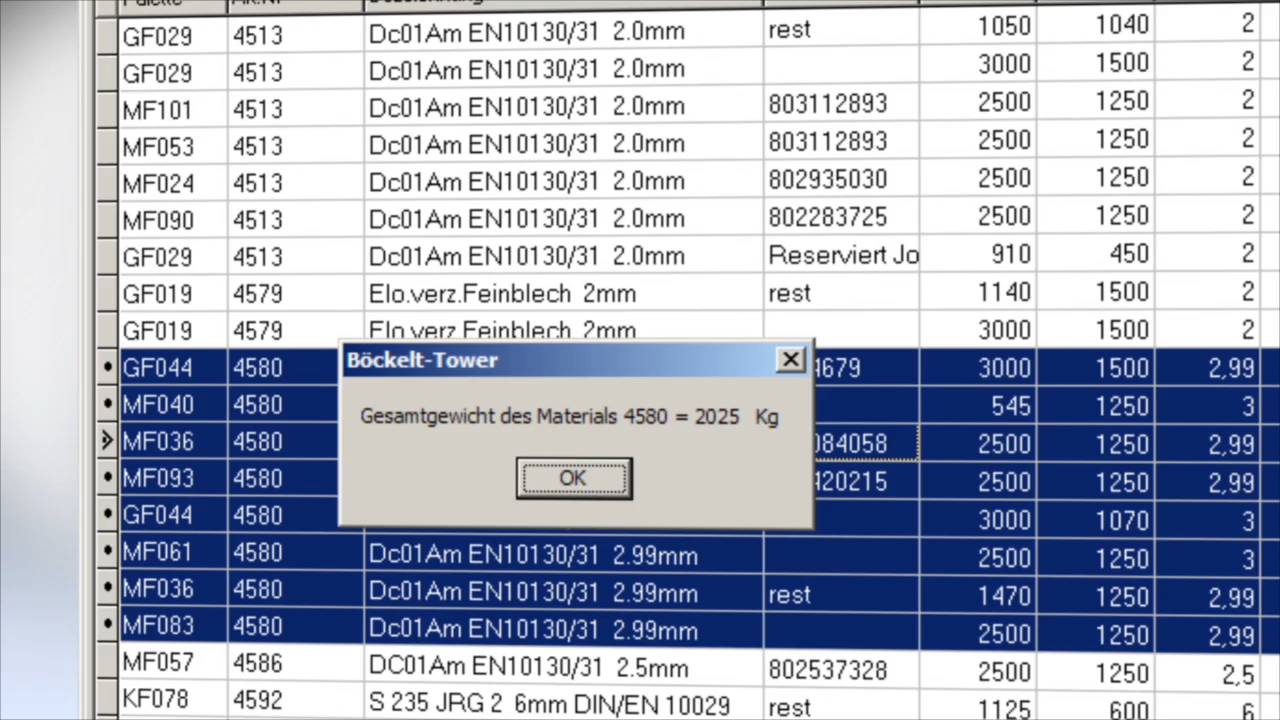 GF029 4513 Dc01Am EN10130/31 2.0mm rest 1050 1040 2
GF029 4513 Dc01Am EN10130/31 2.0mm 3000 1500 2
MF101 4513 Dc01Am EN10130/31 2.0mm 803112893 2500 1250 2
MF053 4513 Dc01Am EN10130/31 2.0mm 803112893 2500 1250 2
MF024 4513 Dc01Am EN10130/31 2.0mm 802935030 2500 1250 2
MF090 4513 Dc01Am EN10130/31 2.0mm 802283725 2500 1250 2
GF029 4513 Dc01Am EN10130/31 2.0mm Reserviert Jo 910 450 2
GF019 4579 Elo.verz.Feinblech 2mm rest 1140 1500 2
GF019 4579 Elo.verz.Feinblech 2mm 3000 1500 2
GF044 4580 4679 3000 1500 2,99
MF040 4580 545 1250 3
MF036 4580 084058 2500 1250 2,99
MF093 4580 420215 2500 1250 2,99
GF044 4580 3000 1070 3
MF061 4580 Dc01Am EN10130/31 2.99mm 2500 1250 3
MF036 4580 Dc01Am EN10130/31 2.99mm rest 1470 1250 2,99
MF083 4580 Dc01Am EN10130/31 2.99mm 2500 1250 2,99
MF057 4586 DC01Am EN10130/31 2.5mm 802537328 2500 1250 2,5
KF078 4592 S 235 JRG 2 6mm DIN/EN 10029 rest 1125 600 6
Böckelt-Tower
Gesamtgewicht des Materials 4580 = 2025 Kg
OK